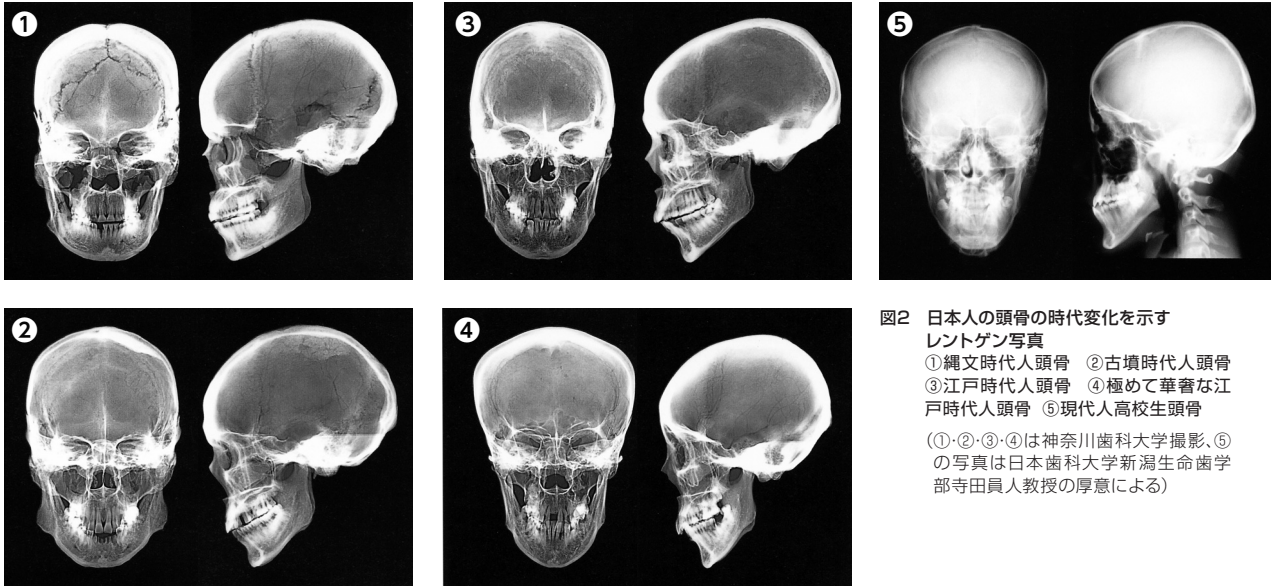 ①
③
⑤
②
④
図2 日本人の頭骨の時代変化を示す
レントゲン写真
①縄文時代人頭骨 ②古墳時代人頭骨
③江戸時代人頭骨 ④極めて華奢な江
戸時代人頭骨 ⑤現代人高校生頭骨
(①・②・③・④は神奈川歯科大学撮影、⑤
の写真は日本歯科大学新潟生命歯学
部寺田員人教授の厚意による)